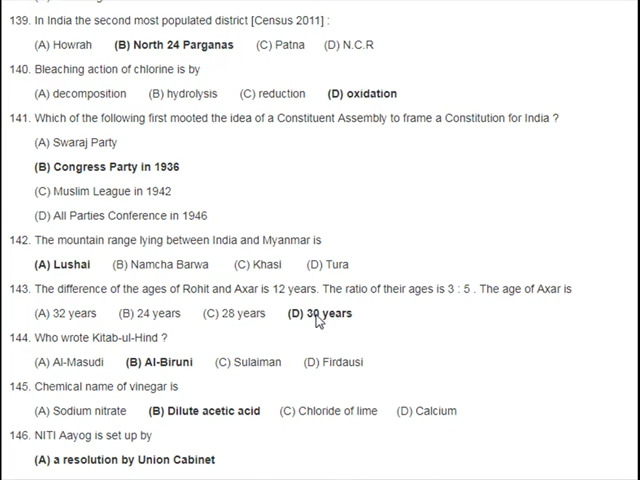 139. In India the second most populated district [Census 2011] :
(A) Howrah (B) North 24 Parganas (C) Patna (D) N.C.R
140. Bleaching action of chlorine is by
(A) decomposition (B) hydrolysis (C) reduction (D) oxidation
141. Which of the following first mooted the idea of a Constituent Assembly to frame a Constitution for India ?
(A) Swaraj Party
(B) Congress Party in 1936
(C) Muslim League in 1942
(D) All Parties Conference in 1946
142. The mountain range lying between India and Myanmar is
(A) Lushai (B) Namcha Barwa (C) Khasi (D) Tura
143. The difference of the ages of Rohit and Axar is 12 years. The ratio of their ages is 3 : 5 . The age of Axar is
(A) 32 years (B) 24 years (C) 28 years (D) 30 years
144. Who wrote Kitab-ul-Hind ?
(A) Al-Masudi (B) Al-Biruni (C) Sulaiman (D) Firdausi
145. Chemical name of vinegar is
(A) Sodium nitrate (B) Dilute acetic acid (C) Chloride of lime (D) Calcium
146. NITI Aayog is set up by
(A) a resolution by Union Cabinet